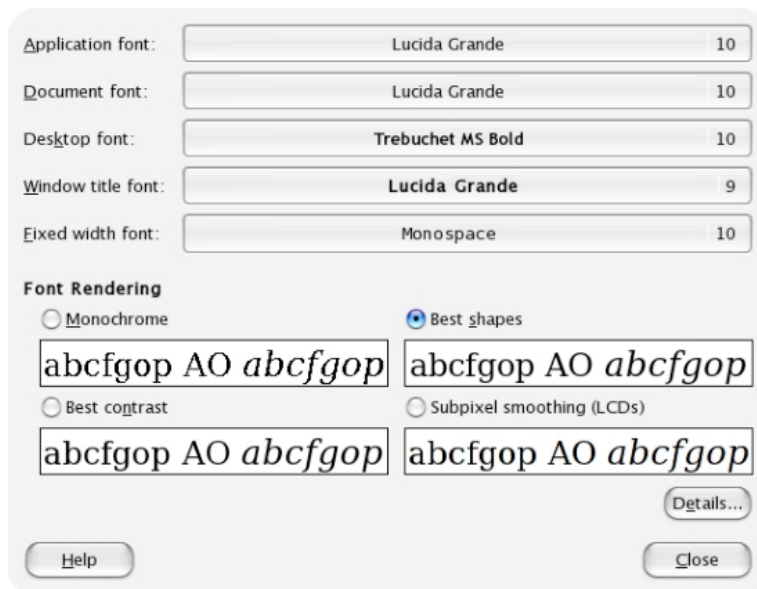 Application font: Lucida Grande 10
Document font: Lucida Grande 10
Desktop font: Trebuchet MS Bold 10
Window title font: Lucida Grande 9
Fixed width font: Monospace 10
Font Rendering
Monochrome Best shapes
abcfgop AO abcfgop abcfgop AO abcfgop
Best contrast Subpixel smoothing (LCDs)
abcfgop AO abcfgop abcfgop AO abcfgop
Details...
Help Close